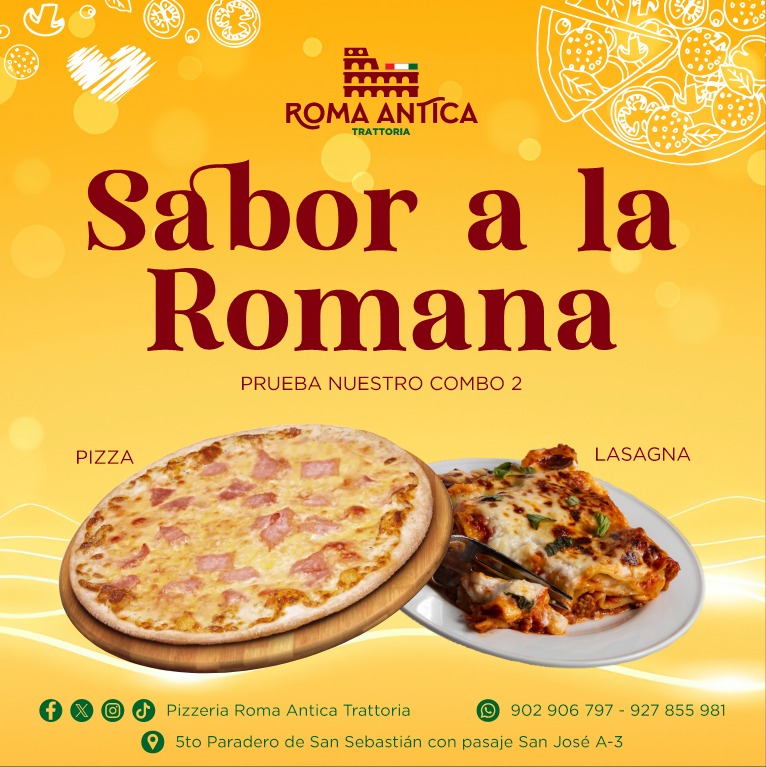 ROMA ANTICA
TRATTORIA
Sabor a la
Romana
PRUEBA NUESTRO COMBO 2
PIZZA
LASAGNA
Pizzeria Roma Antica Trattoria
902 906 797 - 927 855 981
5to Paradero de San Sebastián con pasaje San José A-3